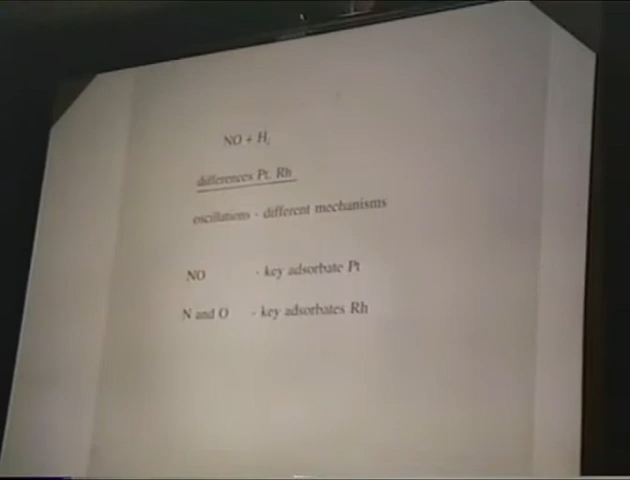 NO + H₂
differences Pt. Rh
oscillations - different mechanisms
NO - key adsorbate Pt
N and O - key adsorbates Rh